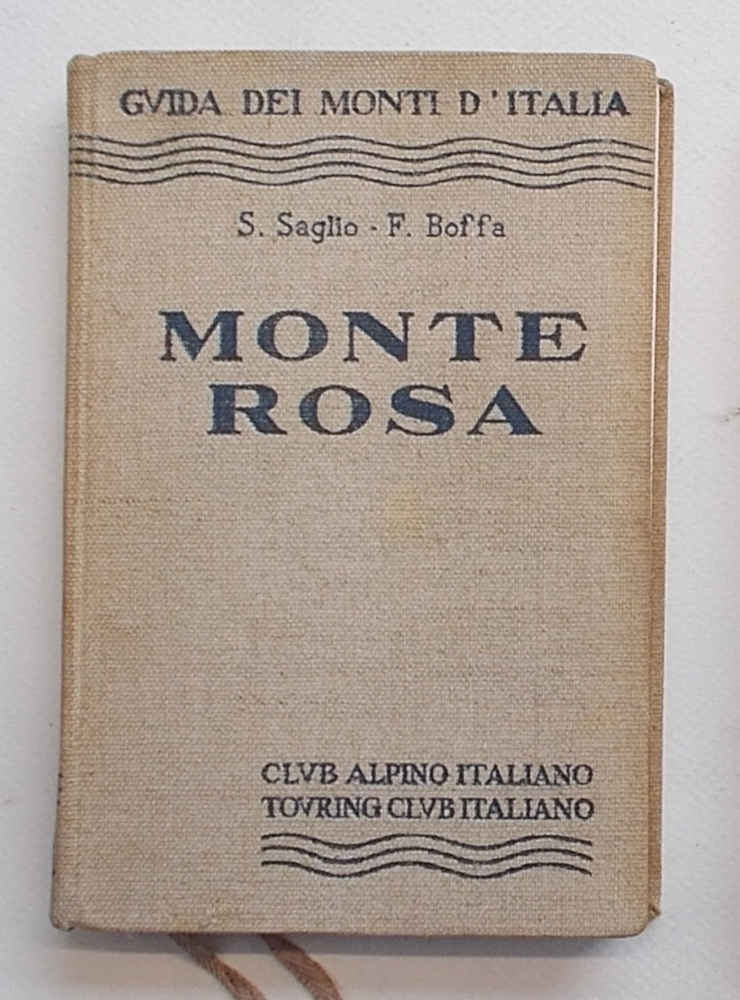 GVIDA DEI MONTI D'ITALIA
S. Saglio - F. Boffa
MONTE
ROSA
CLVB ALPINO ITALIANO
TOVRING CLVB ITALIANO